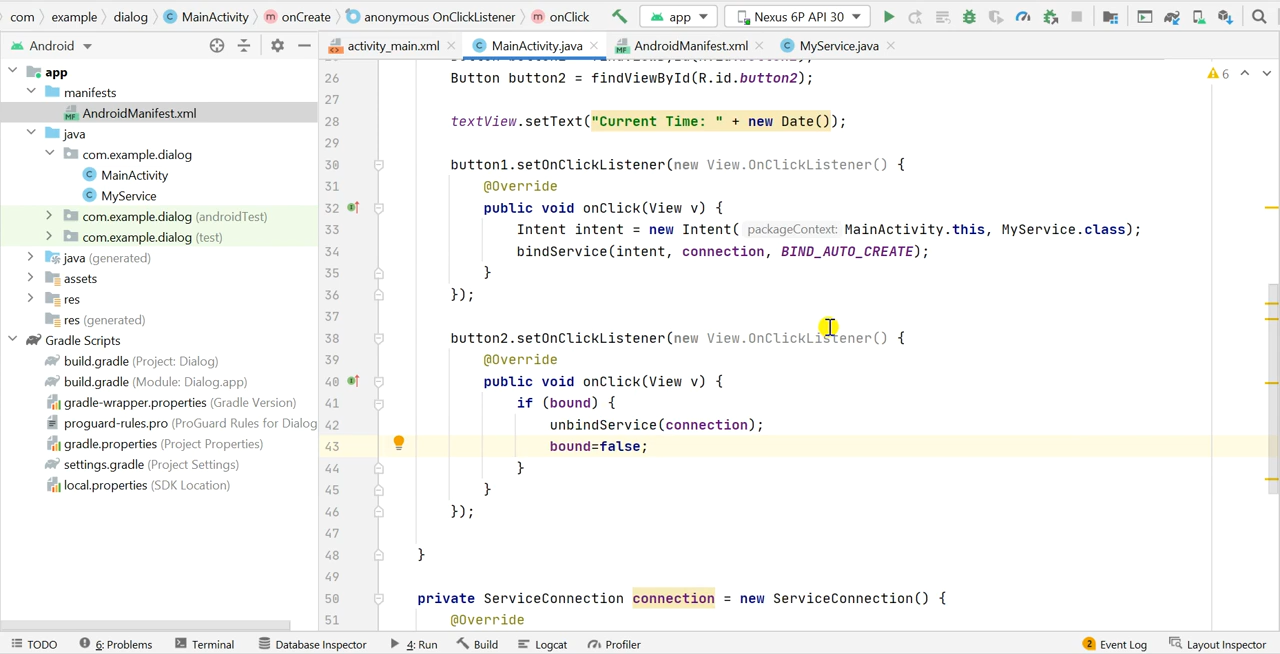 com example dialog MainActivity onCreate anonymous OnClickListener onClick app Nexus 6P API 30
Android
activity_main.xml MainActivity.java AndroidManifest.xml MyService.java
app
manifests
AndroidManifest.xml
java
com.example.dialog
MainActivity
MyService
com.example.dialog (androidTest)
com.example.dialog (test)
java (generated)
assets
res
res (generated)
Gradle Scripts
build.gradle (Project: Dialog)
build.gradle (Module: Dialog.app)
gradle-wrapper.properties (Gradle Version)
proguard-rules.pro (ProGuard Rules for Dialog
gradle.properties (Project Properties)
settings.gradle (Project Settings)
local.properties (SDK Location)
6
26 Button button2 = findViewById(R.id.button2);
27
28 textView.setText("Current Time: " + new Date());
29
30 button1.setOnClickListener(new View.OnClickListener() {
31 @Override
32 public void onClick(View v) {
33 Intent intent = new Intent( packageContext: MainActivity.this, MyService.class);
34 bindService(intent, connection, BIND_AUTO_CREATE);
35 }
36 });
37
38 button2.setOnClickListener(new View.OnClickListener() {
39 @Override
40 public void onClick(View v) {
41 if (bound) {
42 unbindService(connection);
43 bound=false;
44 }
45 }
46 });
47
48 }
49
50 private ServiceConnection connection = new ServiceConnection() {
51 @Override
TODO 6: Problems Terminal Database Inspector 4: Run Build Logcat Profiler 2 Event Log Layout Inspector